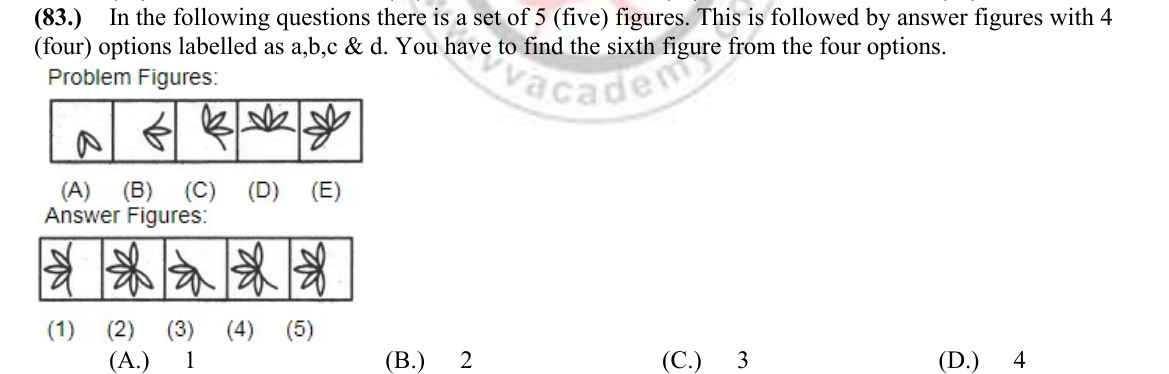 (83.) In the following questions there is a set of 5 (five) figures. This is followed by answer figures with 4
(four) options labelled as a,b,c & d. You have to find the sixth figure from the four options.
Problem Figures:
(A) (B) (C) (D) (E)
Answer Figures:
(1) (2) (3) (4) (5)
(A.) 1 (B.) 2 (C.) 3 (D.) 4